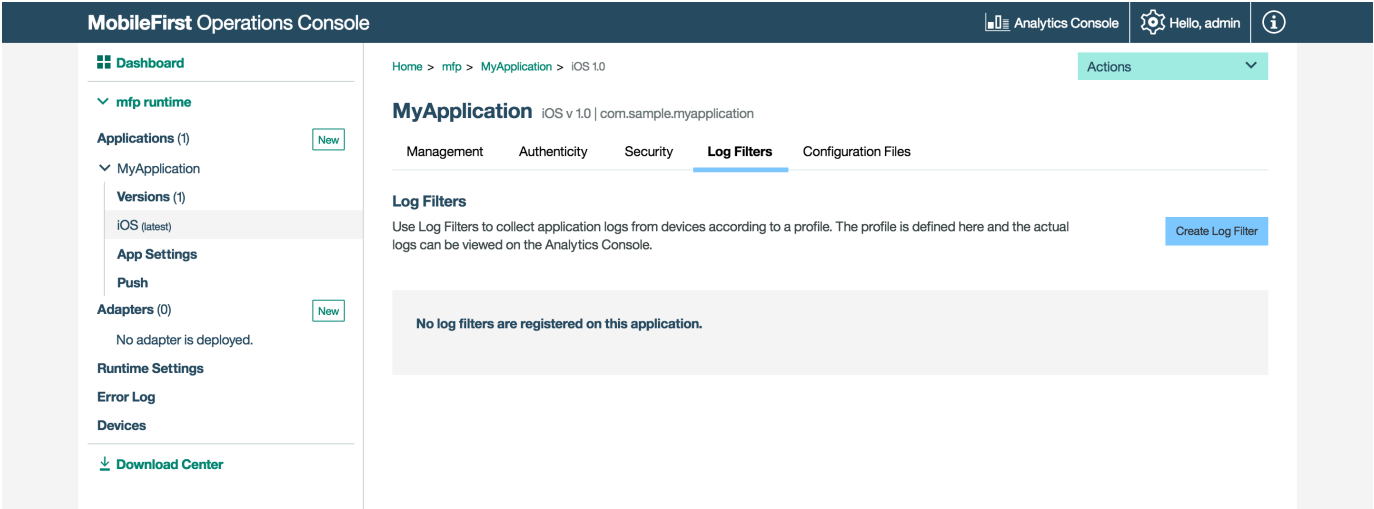 MobileFirst Operations Console
Analytics Console
Hello, admin
Dashboard
mfp runtime
Applications (1)
New
MyApplication
Versions (1)
iOS (latest)
App Settings
Push
Adapters (0)
New
No adapter is deployed.
Runtime Settings
Error Log
Devices
Download Center
Home > mfp > MyApplication > iOS 1.0
Actions
MyApplication iOS v 1.0 | com.sample.myapplication
Management Authenticity Security Log Filters Configuration Files
Log Filters
Use Log Filters to collect application logs from devices according to a profile. The profile is defined here and the actual
logs can be viewed on the Analytics Console.
Create Log Filter
No log filters are registered on this application.